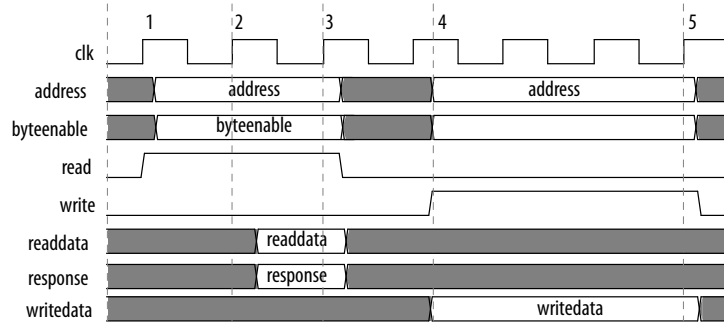 1 2 3 4 5
clk
address address address
byteenable byteenable
read
write
readdata readdata
response response
writedata writedata